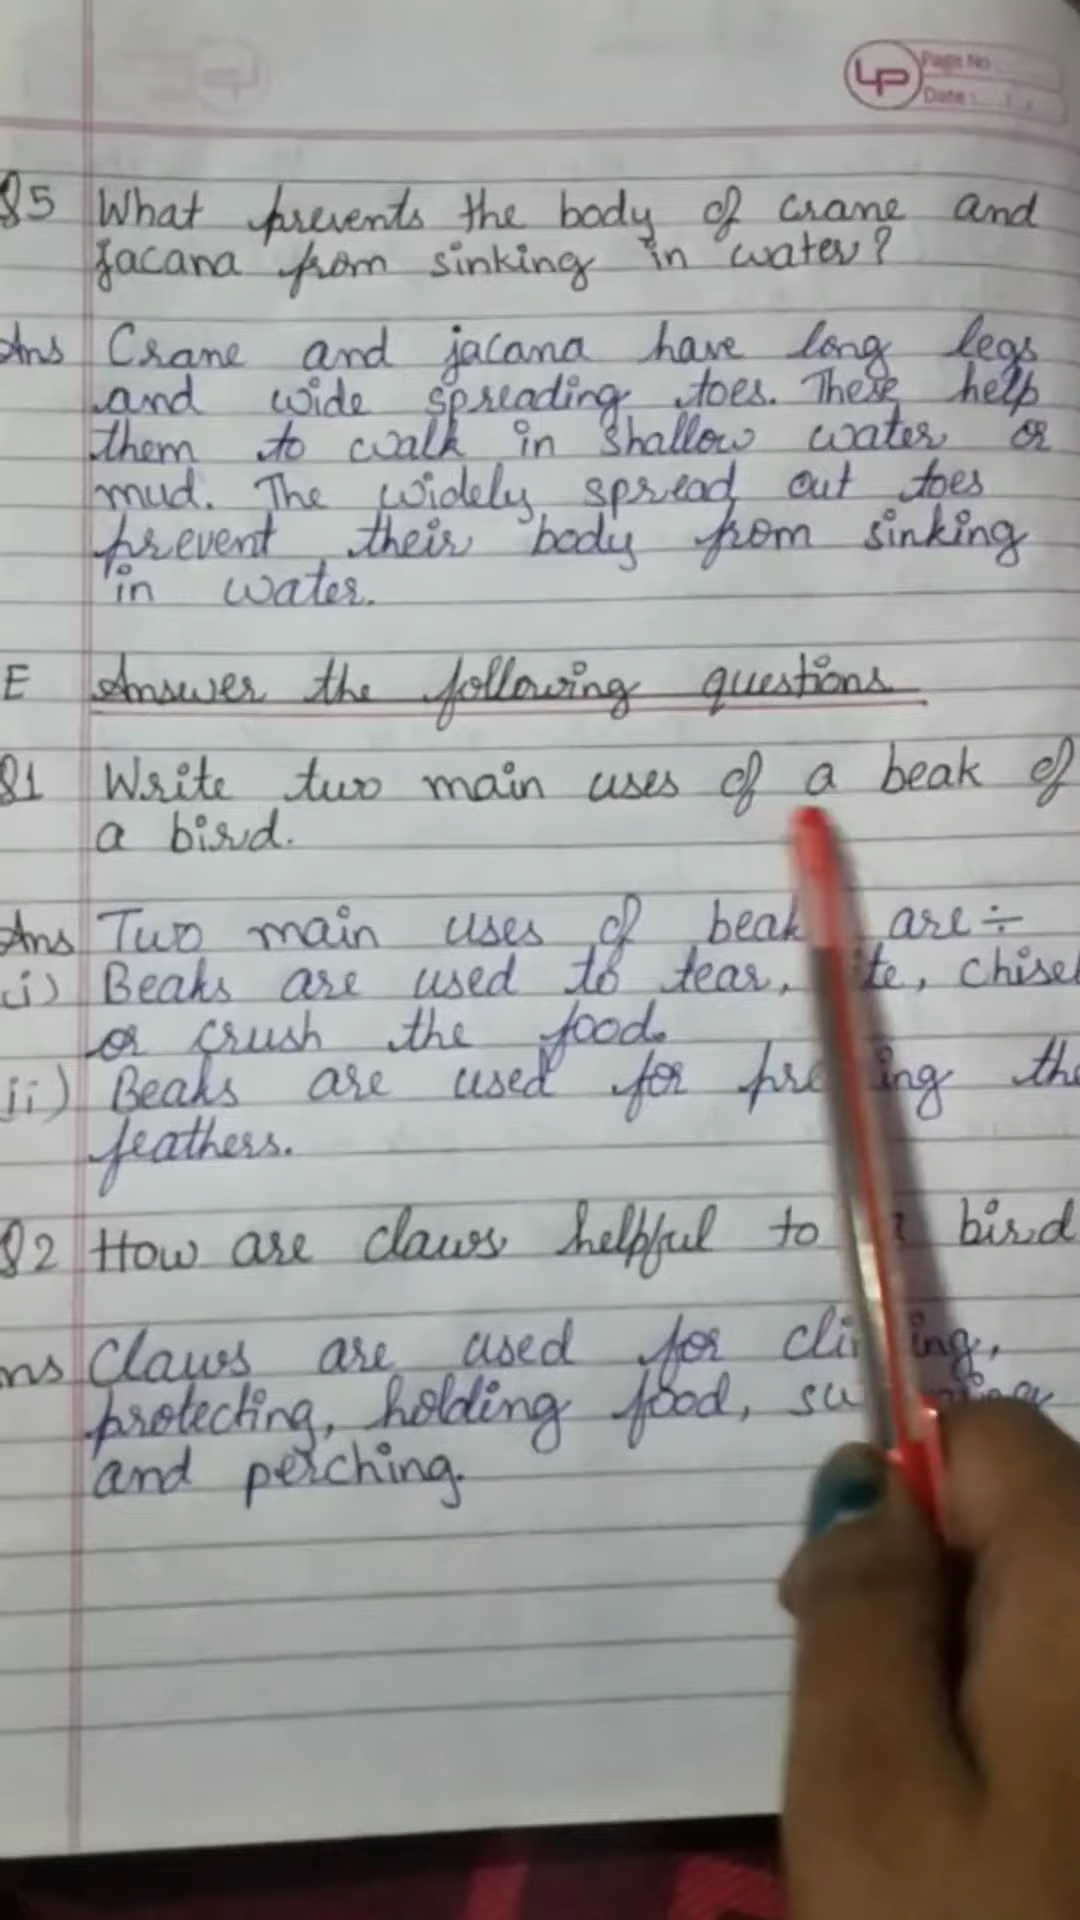 LP Page No
Date :
Q5 What prevents the body of crane and
jacana from sinking in water?
Ans Crane and jacana have long legs
and wide spreading toes. These help
them to walk in shallow water or
mud. The widely spread out toes
prevent their body from sinking
in water.
E Answer the following questions
Q1 Write two main uses of a beak of
a bird.
Ans Two main uses of beak are ÷
i) Beaks are used to tear, chisel
or crush the food.
ii) Beaks are used for the
feathers.
Q2 How are claws helpful to bird
ns Claws are used for
protecting, holding food,
and perching.